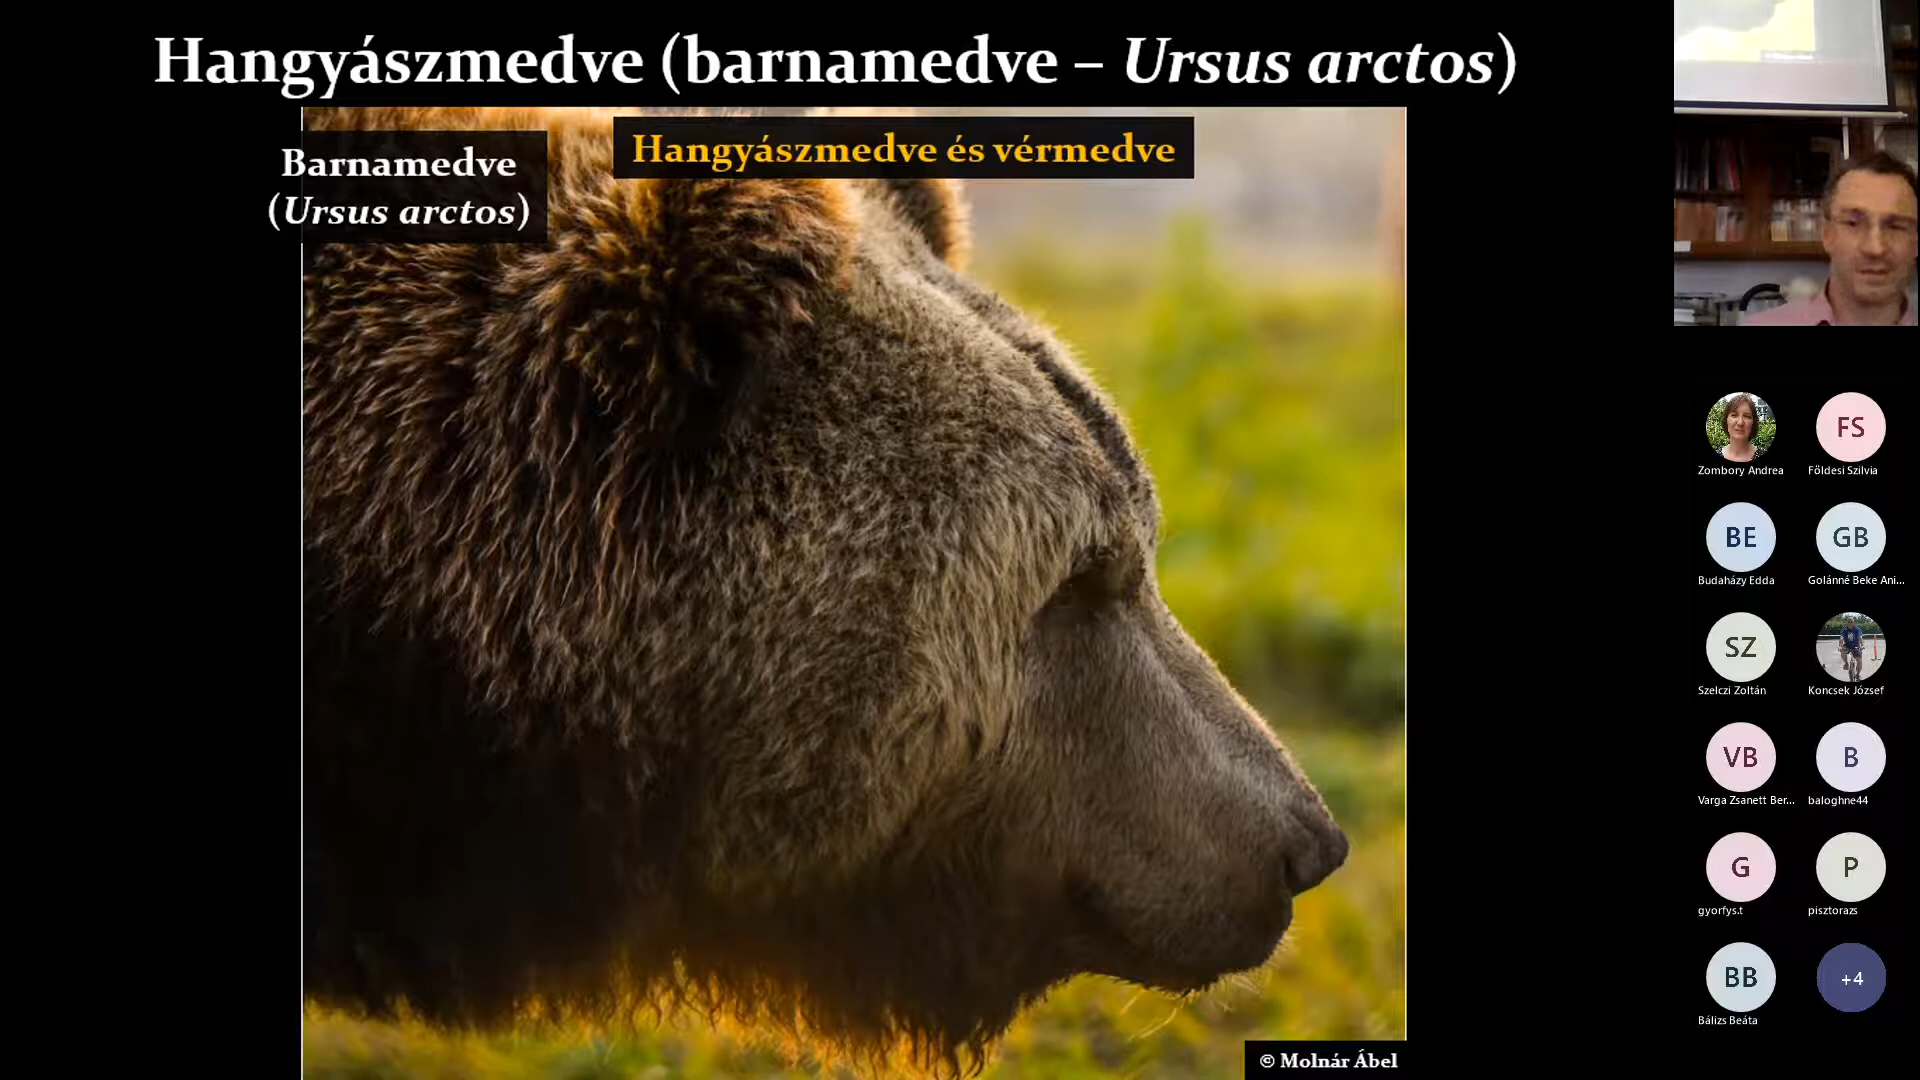 Hangyászmedve (barnamedve – Ursus arctos)
Hangyászmedve és vérmedve
Barnamedve
(Ursus arctos)
© Molnár Ábel
Zombory Andrea
FS
Földesi Szilvia
BE
Budaházy Edda
GB
Golánné Beke Ani...
SZ
Szelczi Zoltán
Koncsek József
VB
Varga Zsanett Ber...
B
baloghne44
G
gyorfys.t
P
pisztorazs
BB
Bálizs Beáta
+4